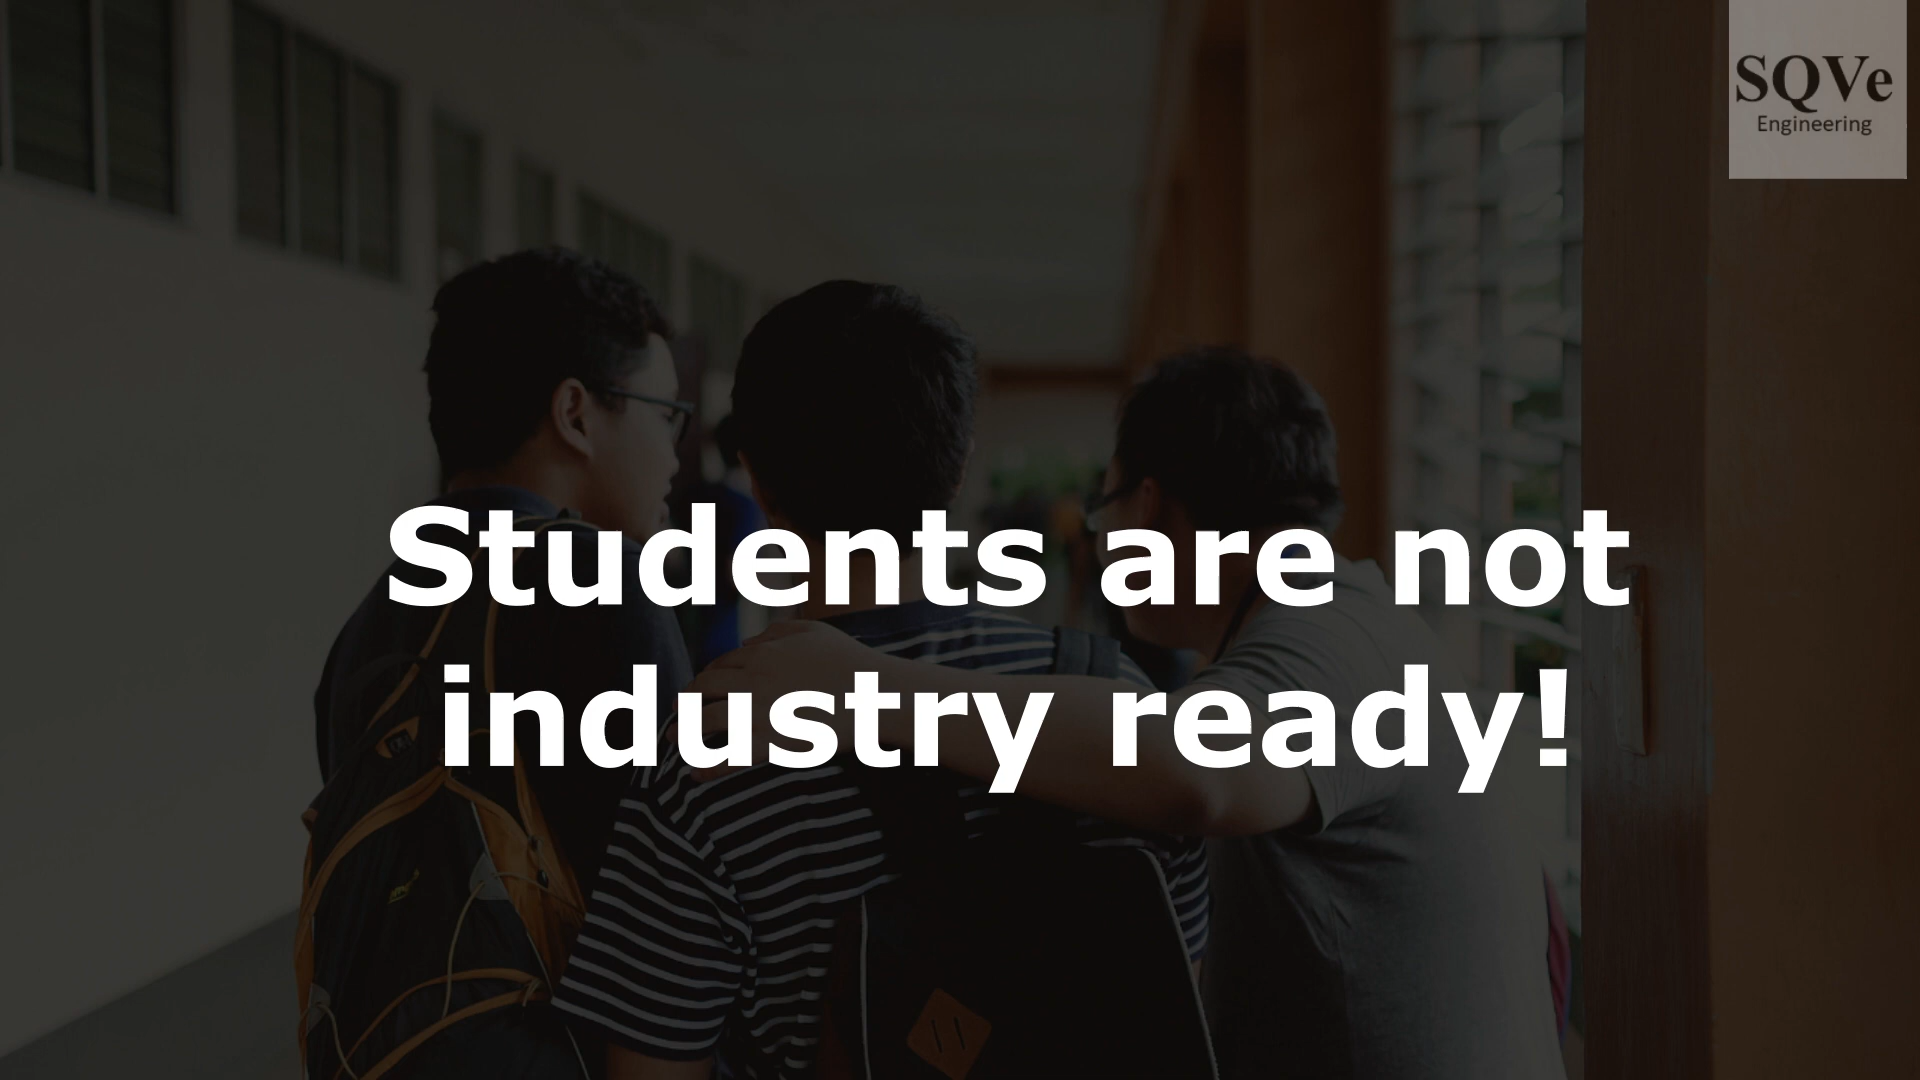 SQVe
Engineering
Students are not
industry ready!